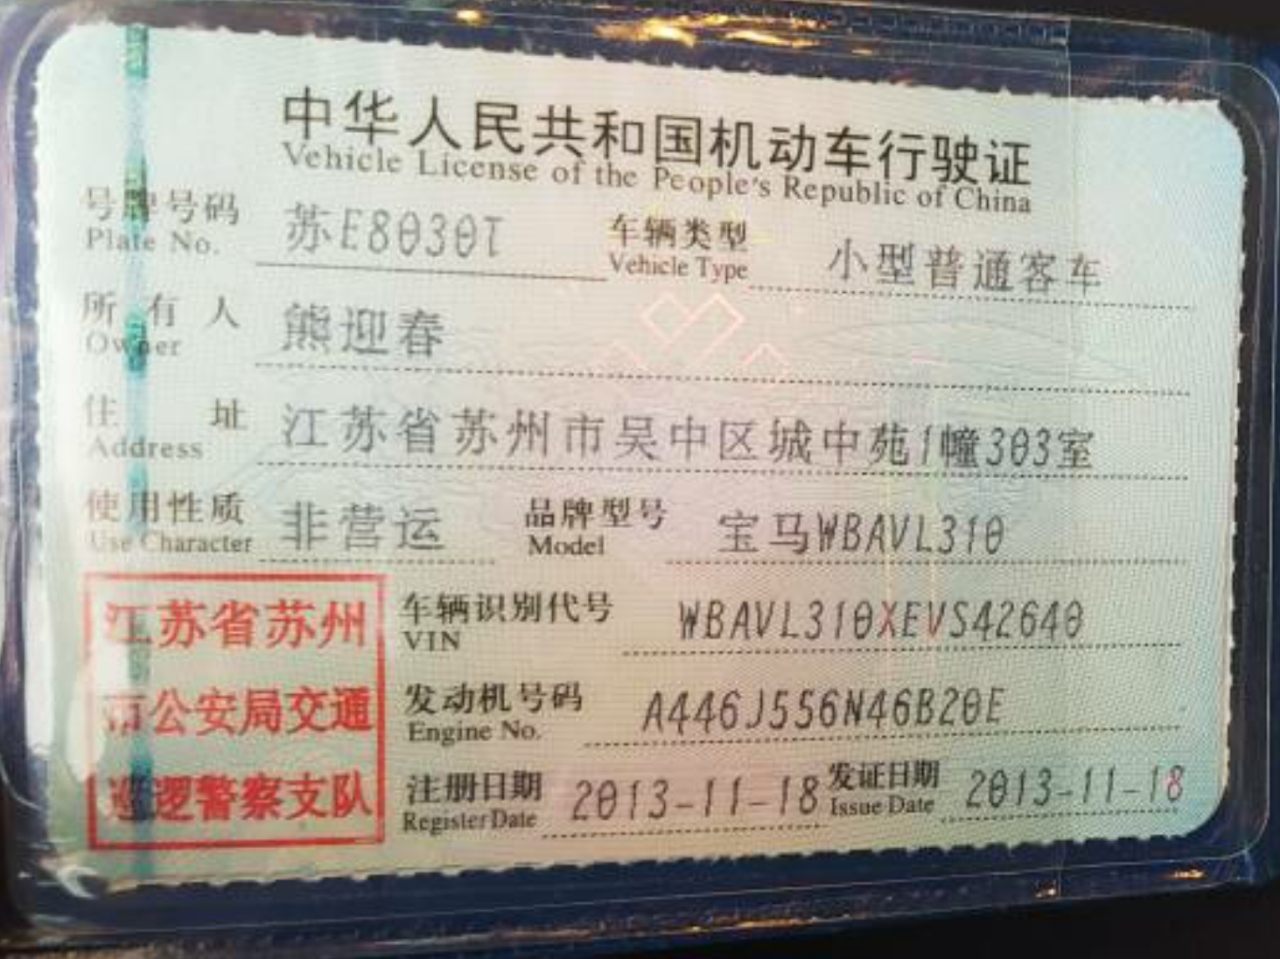 中华人民共和国机动车行驶证
Vehicle License of the People's Republic of China
号牌号码 苏E8030T 车辆类型 小型普通客车
Plate No. Vehicle Type
所有人 熊迎春
Owner
住址 江苏省苏州市吴中区城中苑1幢303室
Address
使用性质 非营运 品牌型号 宝马WBAVL310
Use Character Model
江苏省苏州
市公安局交通
巡逻警察支队
车辆识别代号 WBAVL310XEVS42640
VIN
发动机号码 A446J556N46B20E
Engine No.
注册日期 2013-11-18 发证日期 2013-11-18
Register Date Issue Date